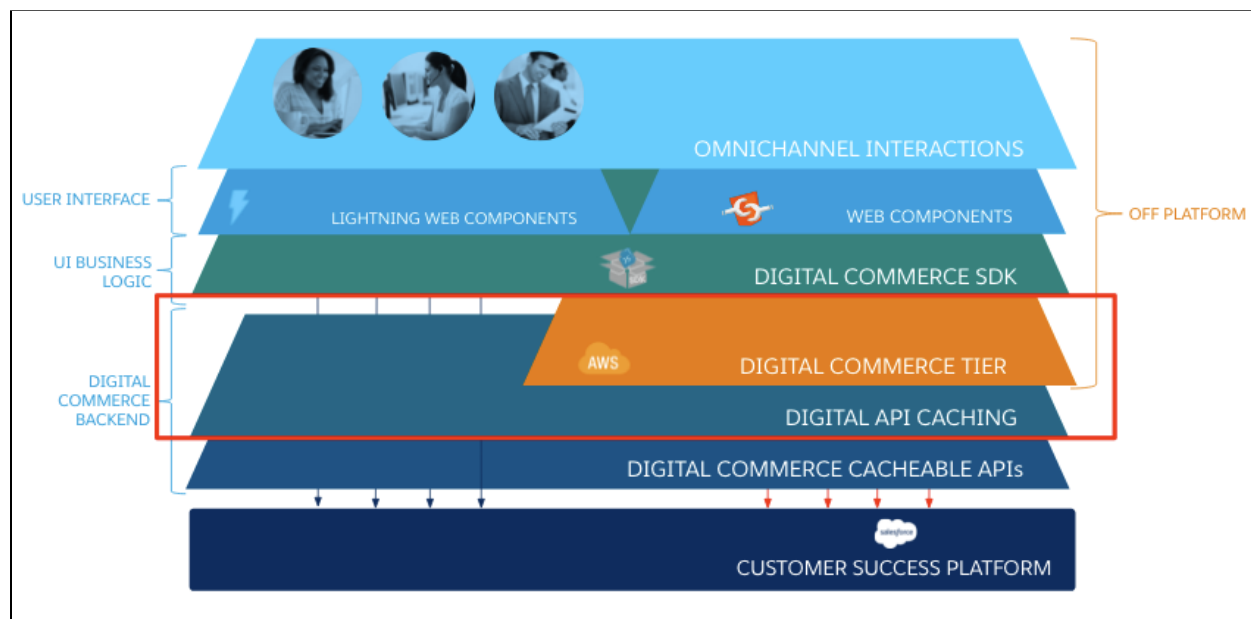 OMNICHANNEL INTERACTIONS
USER INTERFACE
LIGHTNING WEB COMPONENTS
WEB COMPONENTS
OFF PLATFORM
UI BUSINESS
LOGIC
SDK
DIGITAL COMMERCE SDK
AWS
DIGITAL COMMERCE TIER
DIGITAL
COMMERCE
BACKEND
DIGITAL API CACHING
DIGITAL COMMERCE CACHEABLE APIs
salesforce
CUSTOMER SUCCESS PLATFORM